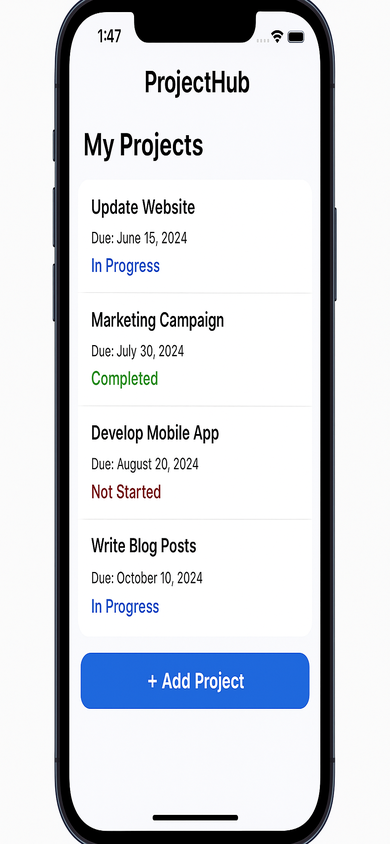 1:47
ProjectHub
My Projects
Update Website
Due: June 15, 2024
In Progress
Marketing Campaign
Due: July 30, 2024
Completed
Develop Mobile App
Due: August 20, 2024
Not Started
Write Blog Posts
Due: October 10, 2024
In Progress
+ Add Project